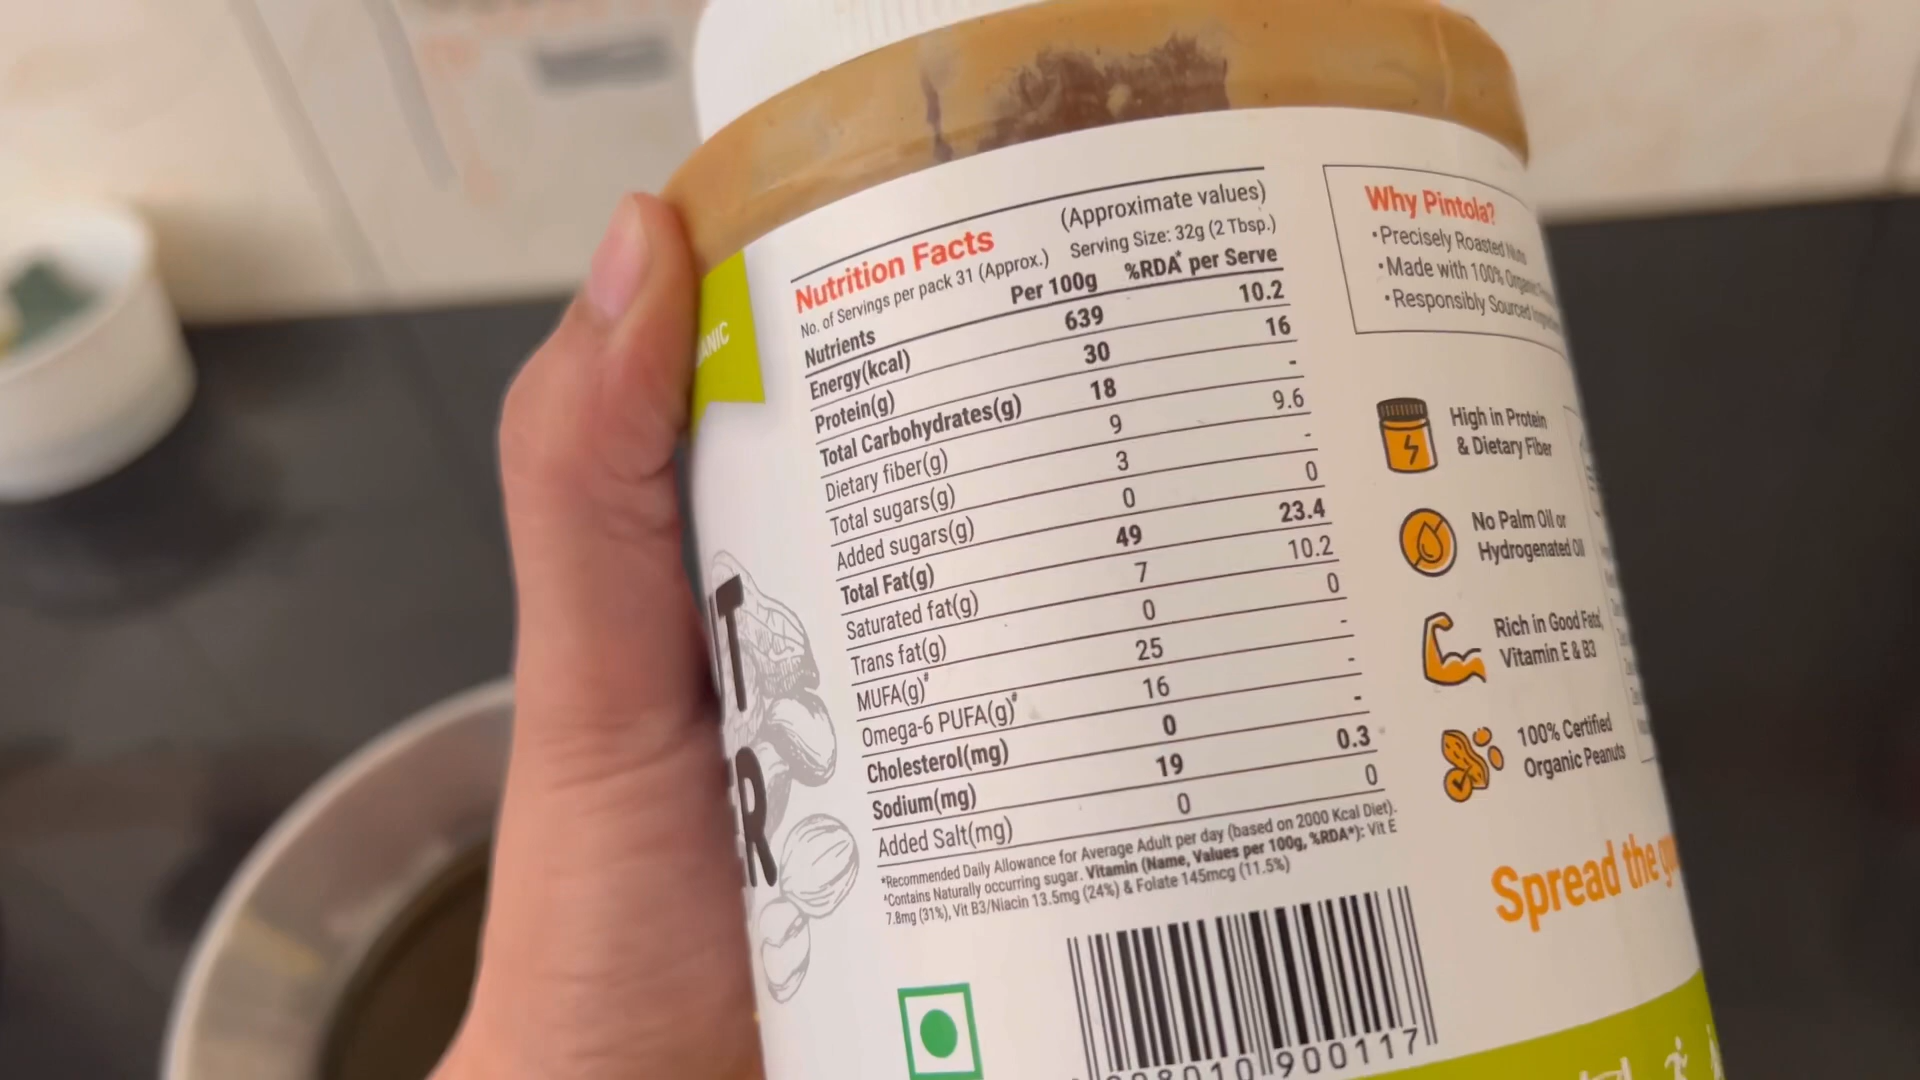 Nutrition Facts (Approximate values)
No. of Servings per pack 31 (Approx.) Serving Size: 32g (2 Tbsp.)
Nutrients Per 100g %RDA* per Serve
Energy(kcal) 639 10.2
Protein(g) 30 16
Total Carbohydrates(g) 18 -
Dietary fiber(g) 9 9.6
Total sugars(g) 3 -
Added sugars(g) 0 0
Total Fat(g) 49 23.4
Saturated fat(g) 7 10.2
Trans fat(g) 0 0
MUFA(g)# 25 -
Omega-6 PUFA(g)# 16 -
Cholesterol(mg) 0 -
Sodium(mg) 19 0.3
Added Salt(mg) 0 0
*Recommended Daily Allowance for Average Adult per day (based on 2000 Kcal Diet).
^Contains Naturally occurring sugar. Vitamin (Name, Values per 100g, %RDA*): Vit E
7.8mg (31%), Vit B3/Niacin 13.5mg (24%) & Folate 145mcg (11.5%)
900117
Why Pintola?
•Precisely Roasted Nuts
•Made with 100%
•Responsibly Sourced
High in Protein
& Dietary Fiber
No Palm Oil or
Hydrogenated Oil
Rich in Good Fats,
Vitamin E & B3
100% Certified
Organic Peanuts
Spread the